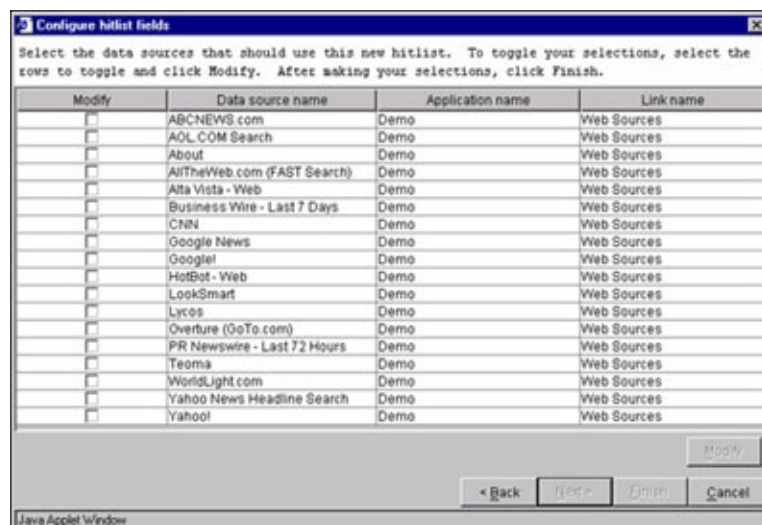 Configure hitlist fields
Select the data sources that should use this new hitlist. To toggle your selections, select the
rows to toggle and click Modify. After making your selections, click Finish.
Modify Data source name Application name Link name
ABCNEWS.com Demo Web Sources
AOL.COM Search Demo Web Sources
About Demo Web Sources
AllTheWeb.com (FAST Search) Demo Web Sources
Alta Vista - Web Demo Web Sources
Business Wire - Last 7 Days Demo Web Sources
CNN Demo Web Sources
Google News Demo Web Sources
Google! Demo Web Sources
HotBot - Web Demo Web Sources
LookSmart Demo Web Sources
Lycos Demo Web Sources
Overture (GoTo.com) Demo Web Sources
PR Newswire - Last 72 Hours Demo Web Sources
Teoma Demo Web Sources
WorldLight.com Demo Web Sources
Yahoo News Headline Search Demo Web Sources
Yahoo! Demo Web Sources
Modify
< Back Next > Finish Cancel
Java Applet Window